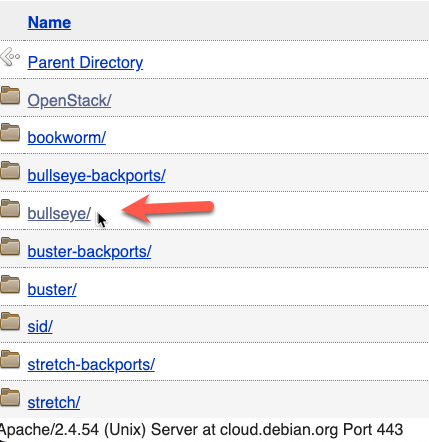 Name
Parent Directory
OpenStack/
bookworm/
bullseye-backports/
bullseye/
buster-backports/
buster/
sid/
stretch-backports/
stretch/
Apache/2.4.54 (Unix) Server at cloud.debian.org Port 443